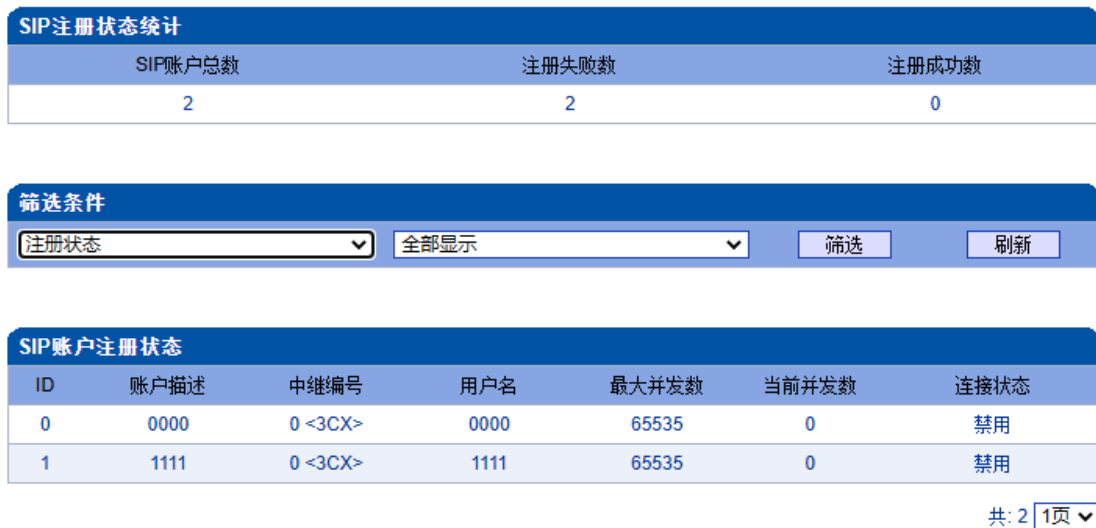 SIP注册状态统计
SIP账户总数 注册失败数 注册成功数
2 2 0
筛选条件
注册状态 全部显示 筛选 刷新
SIP账户注册状态
ID 账户描述 中继编号 用户名 最大并发数 当前并发数 连接状态
0 0000 0 <3CX> 0000 65535 0 禁用
1 1111 0 <3CX> 1111 65535 0 禁用
共: 2 1页